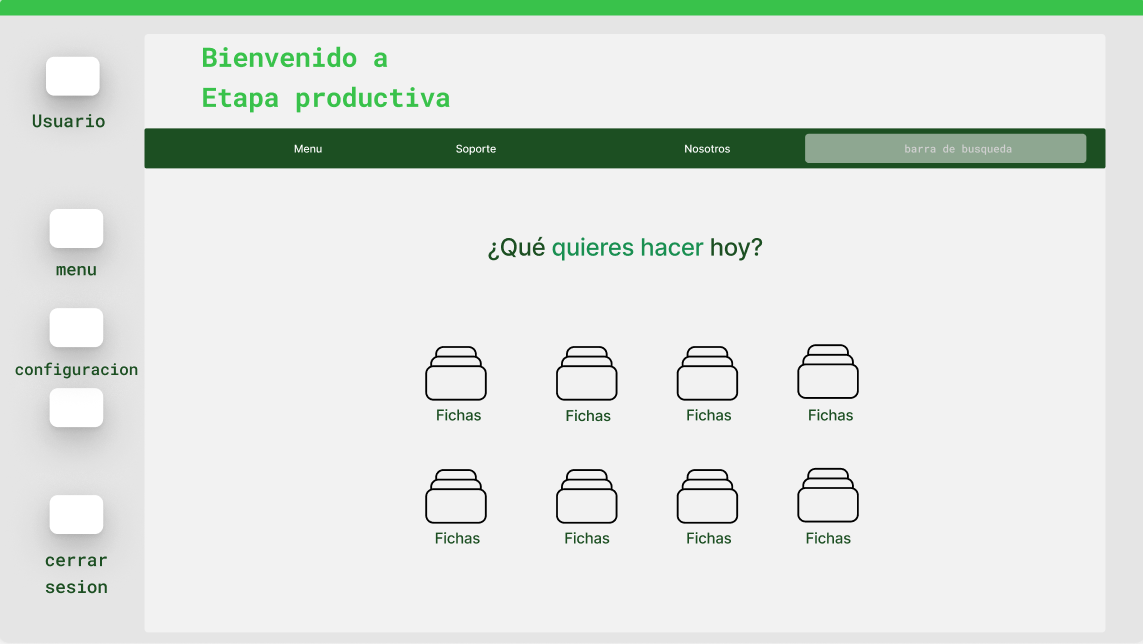 Bienvenido a
Etapa productiva
Usuario
Menu Soporte Nosotros barra de busqueda
¿Qué quieres hacer hoy?
menu
configuracion
Fichas Fichas Fichas Fichas
Fichas Fichas Fichas Fichas
cerrar
sesion